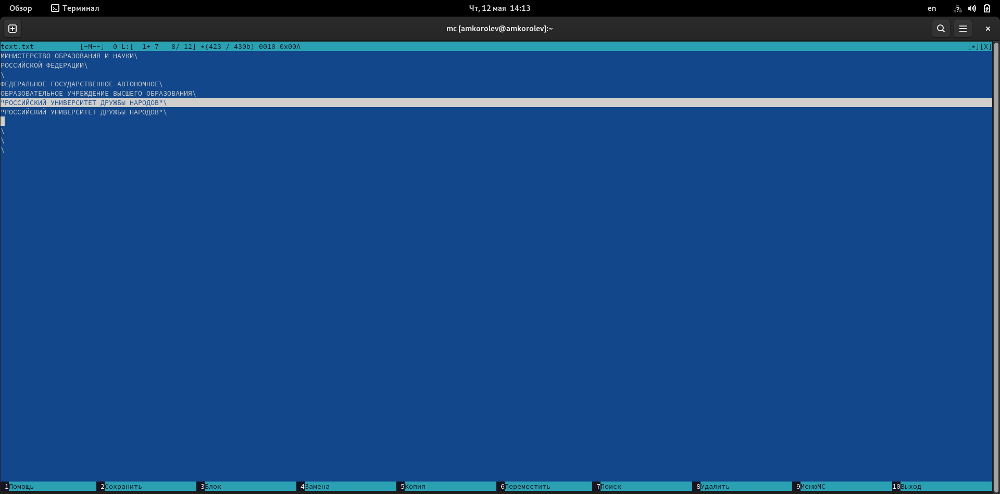 Обзор Терминал Чт, 12 мая 14:13 en
mc [amkorolev@amkorolev]:~
text.txt [-M--] 0 L:[ 1+ 7 8/ 12] *(423 / 430b) 0010 0x00A [*][X]
МИНИСТЕРСТВО ОБРАЗОВАНИЯ И НАУКИ\
РОССИЙСКОЙ ФЕДЕРАЦИИ\
\
ФЕДЕРАЛЬНОЕ ГОСУДАРСТВЕННОЕ АВТОНОМНОЕ\
ОБРАЗОВАТЕЛЬНОЕ УЧРЕЖДЕНИЕ ВЫСШЕГО ОБРАЗОВАНИЯ\
"РОССИЙСКИЙ УНИВЕРСИТЕТ ДРУЖБЫ НАРОДОВ"\
"РОССИЙСКИЙ УНИВЕРСИТЕТ ДРУЖБЫ НАРОДОВ"\
\
\
\
1Помощь 2Сохранить 3Блок 4Замена 5Копия 6Переместить 7Поиск 8Удалить 9МенюМС 10Выход